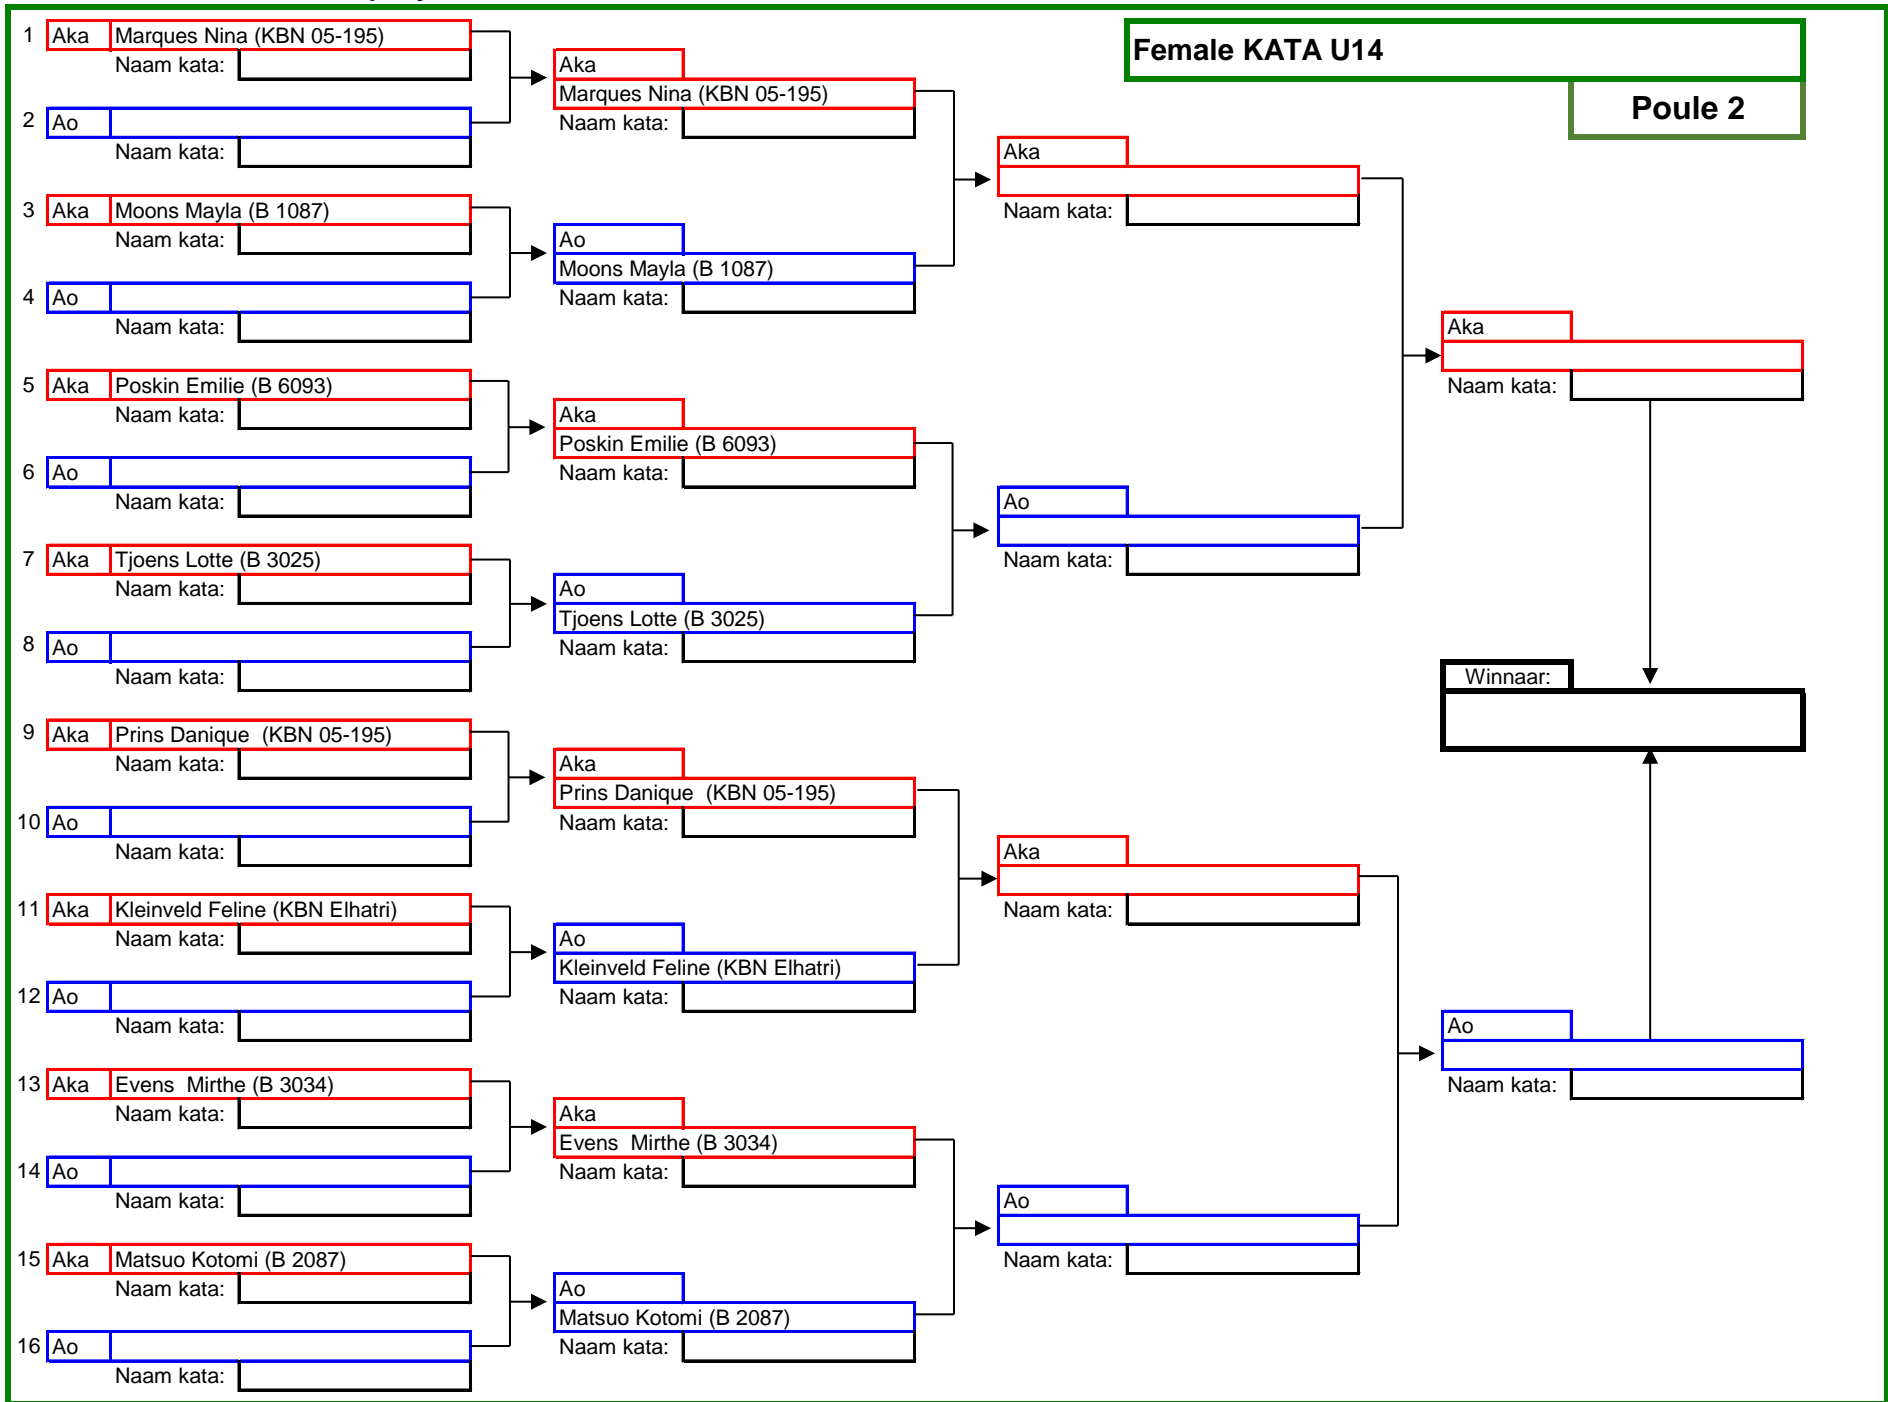 Female KATA U14
Poule 2
1 Aka Marques Nina (KBN 05-195)
Naam kata:
2 Ao
Naam kata:
3 Aka Moons Mayla (B 1087)
Naam kata:
4 Ao
Naam kata:
5 Aka Poskin Emilie (B 6093)
Naam kata:
6 Ao
Naam kata:
7 Aka Tjoens Lotte (B 3025)
Naam kata:
8 Ao
Naam kata:
9 Aka Prins Danique  (KBN 05-195)
Naam kata:
10 Ao
Naam kata:
11 Aka Kleinveld Feline (KBN Elhatri)
Naam kata:
12 Ao
Naam kata:
13 Aka Evens  Mirthe (B 3034)
Naam kata:
14 Ao
Naam kata:
15 Aka Matsuo Kotomi (B 2087)
Naam kata:
16 Ao
Naam kata:
Aka
Marques Nina (KBN 05-195)
Naam kata:
Ao
Moons Mayla (B 1087)
Naam kata:
Aka
Poskin Emilie (B 6093)
Naam kata:
Ao
Tjoens Lotte (B 3025)
Naam kata:
Aka
Prins Danique  (KBN 05-195)
Naam kata:
Ao
Kleinveld Feline (KBN Elhatri)
Naam kata:
Aka
Evens  Mirthe (B 3034)
Naam kata:
Ao
Matsuo Kotomi (B 2087)
Naam kata:
Aka
Naam kata:
Ao
Naam kata:
Aka
Naam kata:
Ao
Naam kata:
Aka
Naam kata:
Winnaar:
Ao
Naam kata: